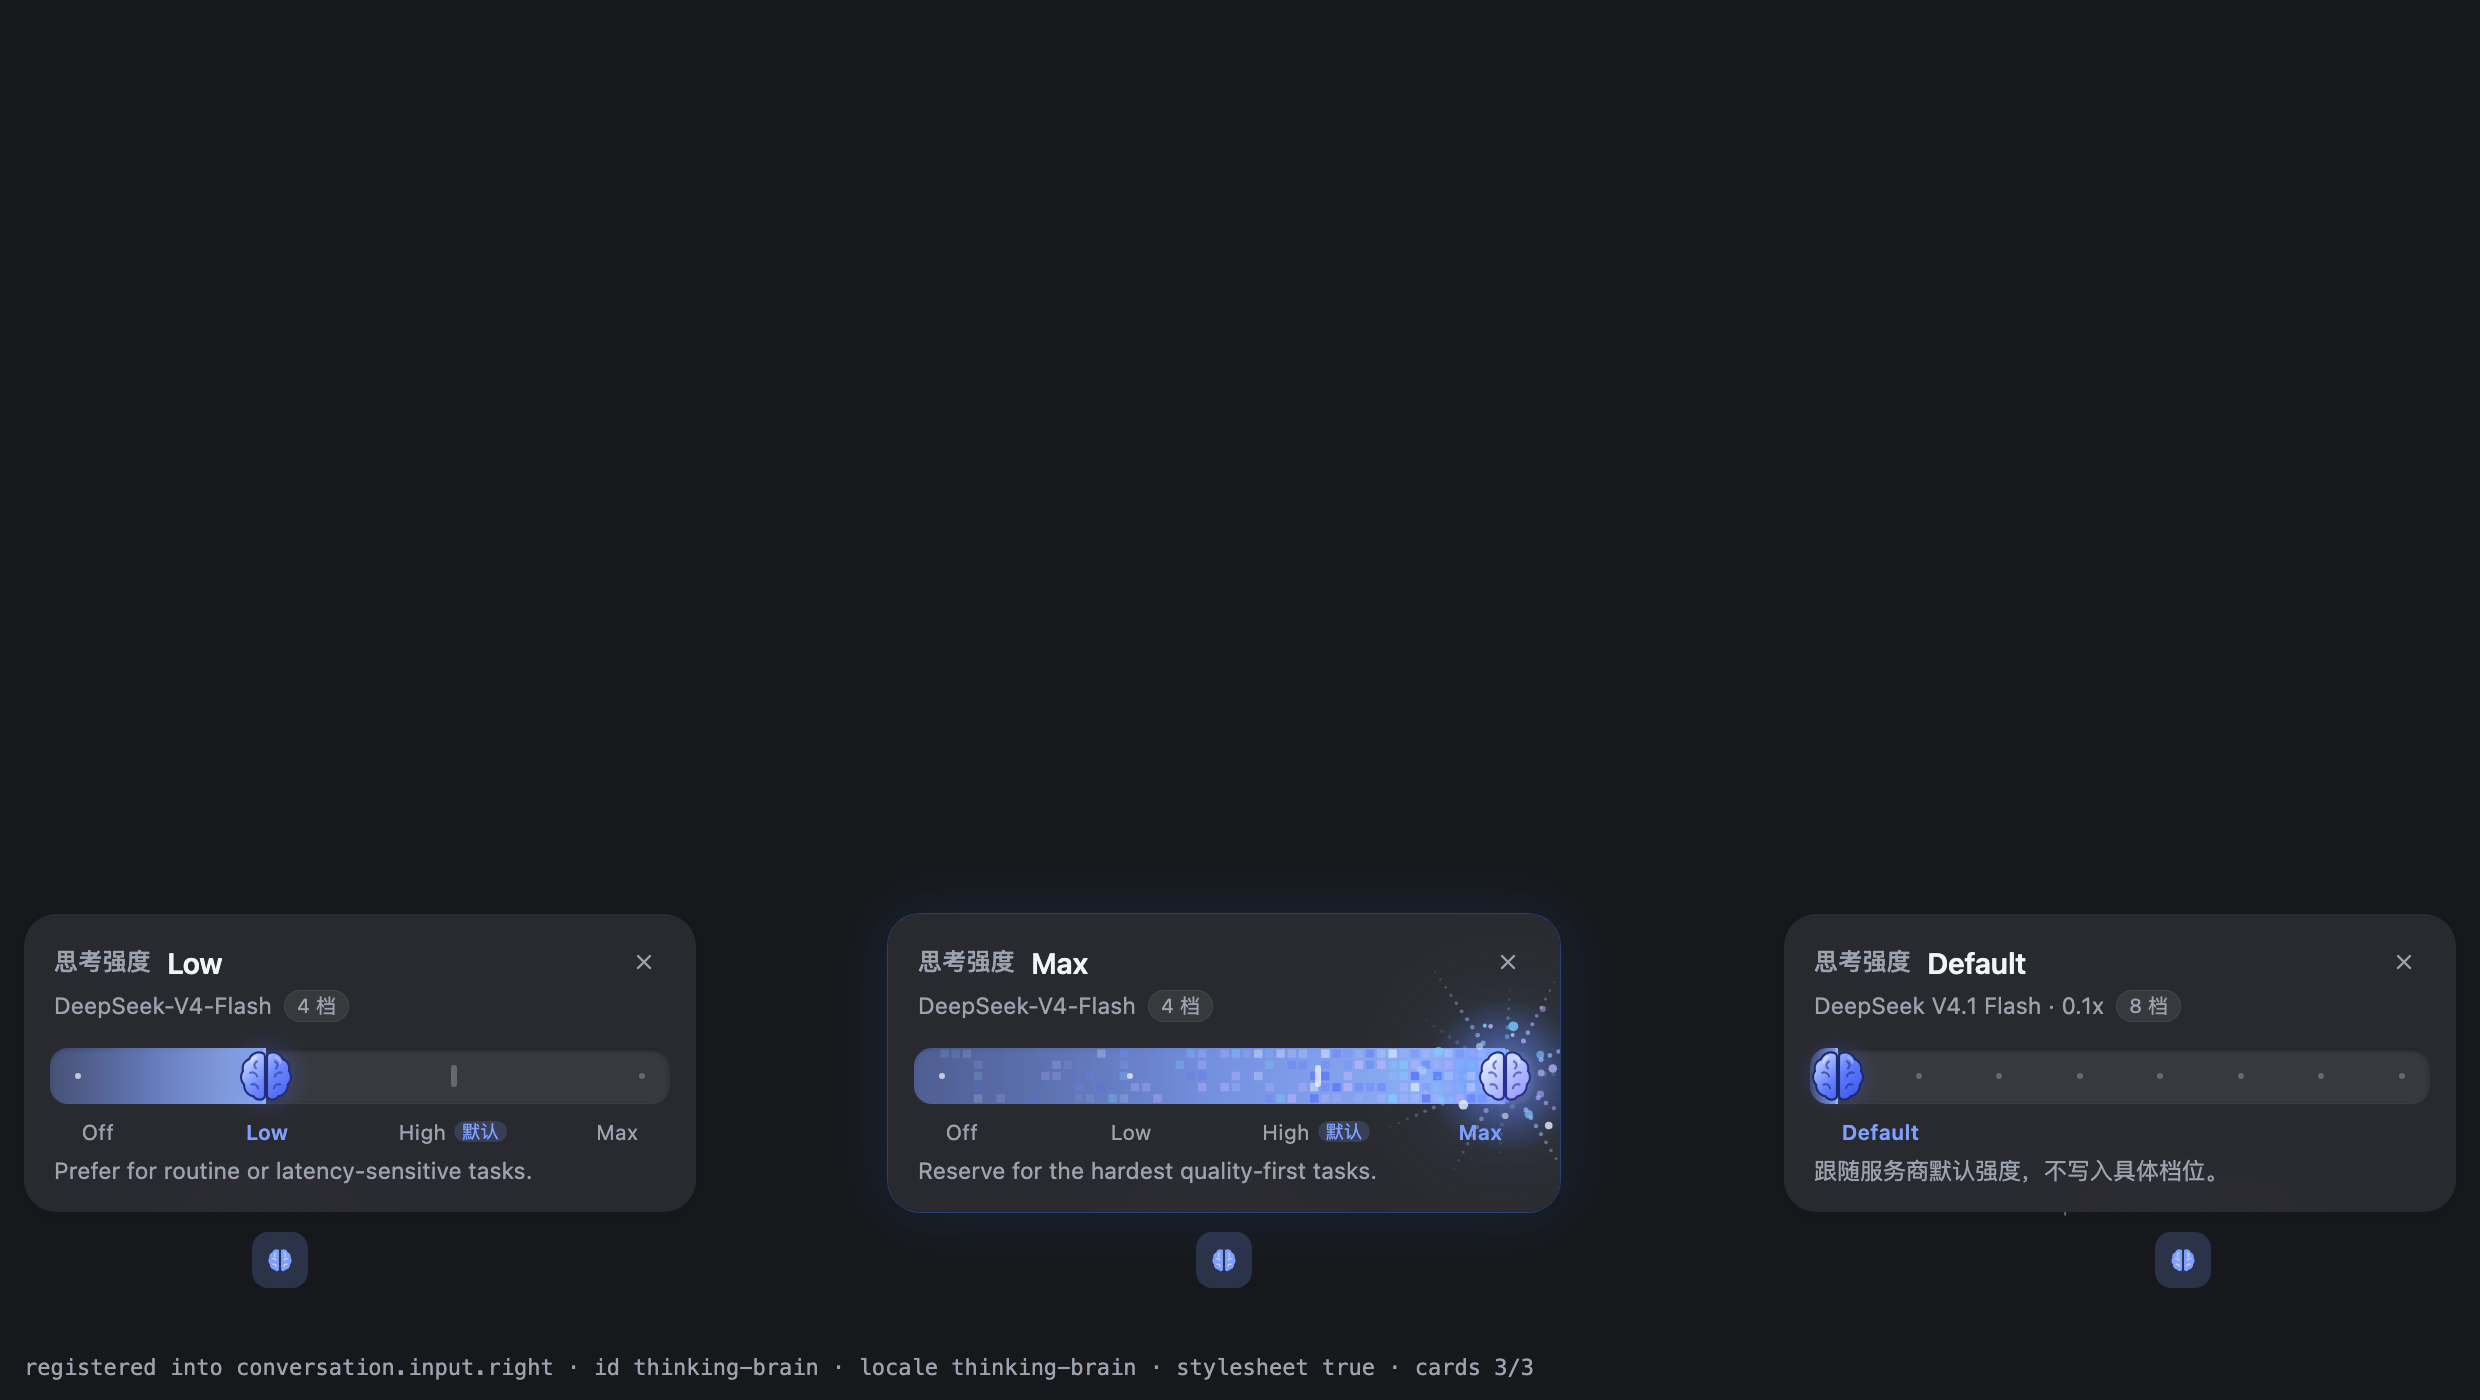 思考强度 Low
DeepSeek-V4-Flash 4 档
Off Low High 默认 Max
Prefer for routine or latency-sensitive tasks.
思考强度 Max
DeepSeek-V4-Flash 4 档
Off Low High 默认 Max
Reserve for the hardest quality-first tasks.
思考强度 Default
DeepSeek V4.1 Flash · 0.1x 8 档
Default
跟随服务商默认强度，不写入具体档位。
registered into conversation.input.right · id thinking-brain · locale thinking-brain · stylesheet true · cards 3/3